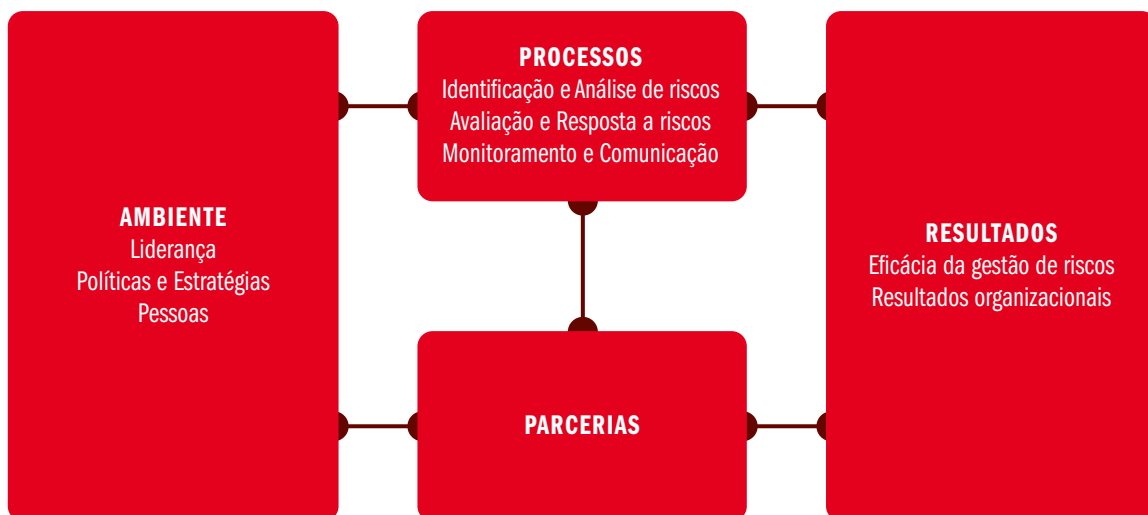 AMBIENTE
Liderança
Políticas e Estratégias
Pessoas
PROCESSOS
Identificação e Análise de riscos
Avaliação e Resposta a riscos
Monitoramento e Comunicação
PARCERIAS
RESULTADOS
Eficácia da gestão de riscos
Resultados organizacionais